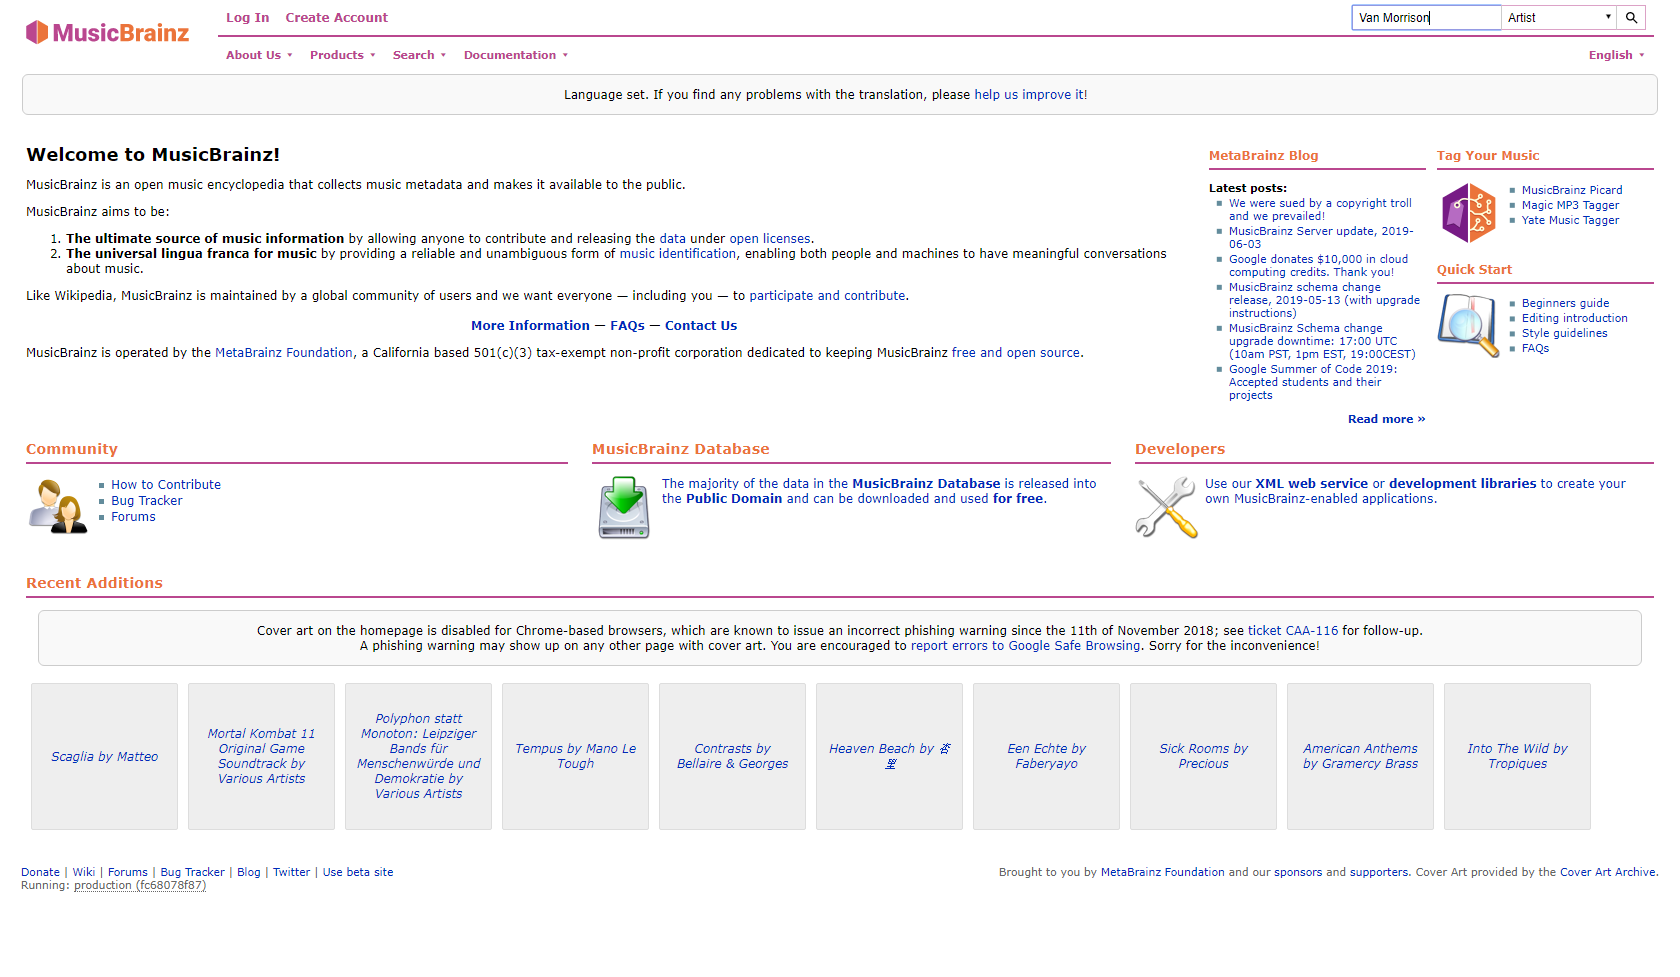 MusicBrainz
Log In Create Account
Van Morrison Artist
About Us Products Search Documentation English
Language set. If you find any problems with the translation, please help us improve it!
Welcome to MusicBrainz!
MusicBrainz is an open music encyclopedia that collects music metadata and makes it available to the public.
MusicBrainz aims to be:
1. The ultimate source of music information by allowing anyone to contribute and releasing the data under open licenses.
2. The universal lingua franca for music by providing a reliable and unambiguous form of music identification, enabling both people and machines to have meaningful conversations
about music.
Like Wikipedia, MusicBrainz is maintained by a global community of users and we want everyone — including you — to participate and contribute.
More Information — FAQs — Contact Us
MusicBrainz is operated by the MetaBrainz Foundation, a California based 501(c)(3) tax-exempt non-profit corporation dedicated to keeping MusicBrainz free and open source.
MetaBrainz Blog
Latest posts:
We were sued by a copyright troll
and we prevailed!
MusicBrainz Server update, 2019-
06-03
Google donates $10,000 in cloud
computing credits. Thank you!
MusicBrainz schema change
release, 2019-05-13 (with upgrade
instructions)
MusicBrainz Schema change
upgrade downtime: 17:00 UTC
(10am PST, 1pm EST, 19:00CEST)
Google Summer of Code 2019:
Accepted students and their
projects
Read more »
Tag Your Music
MusicBrainz Picard
Magic MP3 Tagger
Yate Music Tagger
Quick Start
Beginners guide
Editing introduction
Style guidelines
FAQs
Community
How to Contribute
Bug Tracker
Forums
MusicBrainz Database
The majority of the data in the MusicBrainz Database is released into
the Public Domain and can be downloaded and used for free.
Developers
Use our XML web service or development libraries to create your
own MusicBrainz-enabled applications.
Recent Additions
Cover art on the homepage is disabled for Chrome-based browsers, which are known to issue an incorrect phishing warning since the 11th of November 2018; see ticket CAA-116 for follow-up.
A phishing warning may show up on any other page with cover art. You are encouraged to report errors to Google Safe Browsing. Sorry for the inconvenience!
Scaglia by Matteo
Mortal Kombat 11
Original Game
Soundtrack by
Various Artists
Polyphon statt
Monoton: Leipziger
Bands für
Menschenwürde und
Demokratie by
Various Artists
Tempus by Mano Le
Tough
Contrasts by
Bellaire & Georges
Heaven Beach by 杏
里
Een Echte by
Faberyayo
Sick Rooms by
Precious
American Anthems
by Gramercy Brass
Into The Wild by
Tropiques
Donate | Wiki | Forums | Bug Tracker | Blog | Twitter | Use beta site
Running: production (fc68078f87)
Brought to you by MetaBrainz Foundation and our sponsors and supporters. Cover Art provided by the Cover Art Archive.